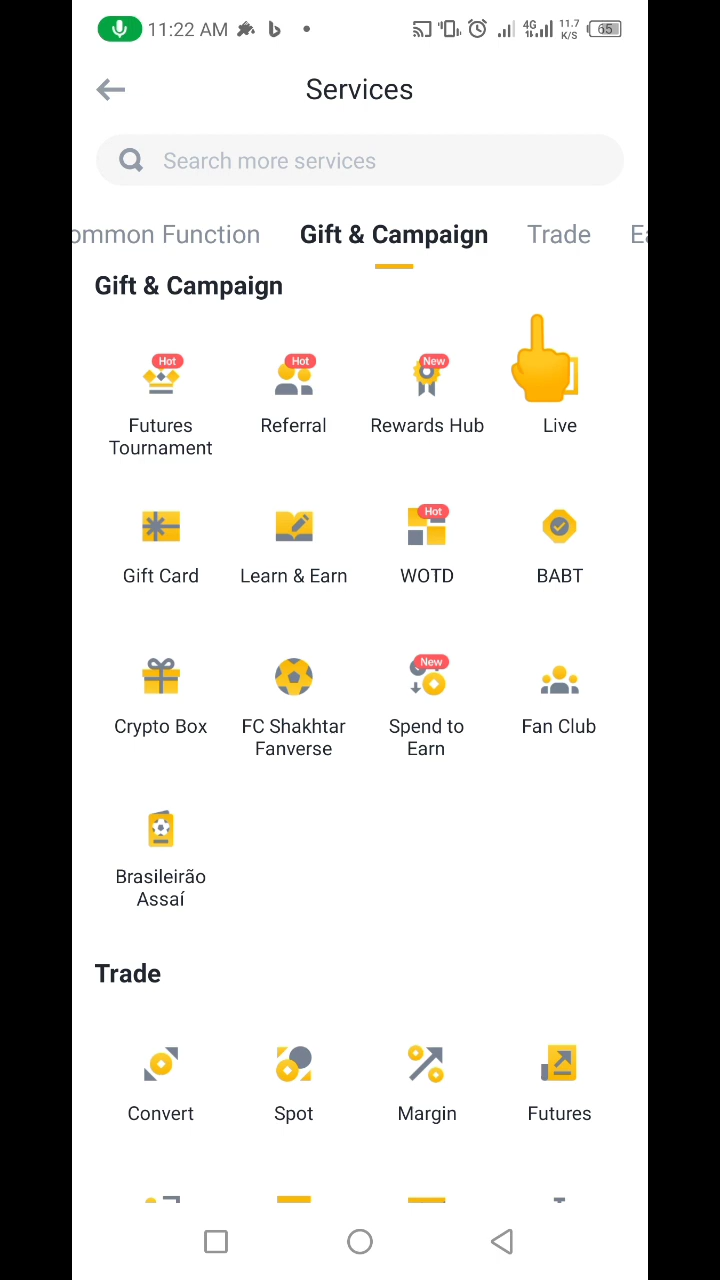 11:22 AM
4G
11.7
K/S
65
Services
Search more services
ommon Function Gift & Campaign Trade Ea
Gift & Campaign
Hot Hot New
Futures Tournament
Referral
Rewards Hub
Live
Hot
Gift Card
Learn & Earn
WOTD
BABT
New
Crypto Box
FC Shakhtar Fanverse
Spend to Earn
Fan Club
Brasileirão
Assaí
Trade
Convert
Spot
Margin
Futures